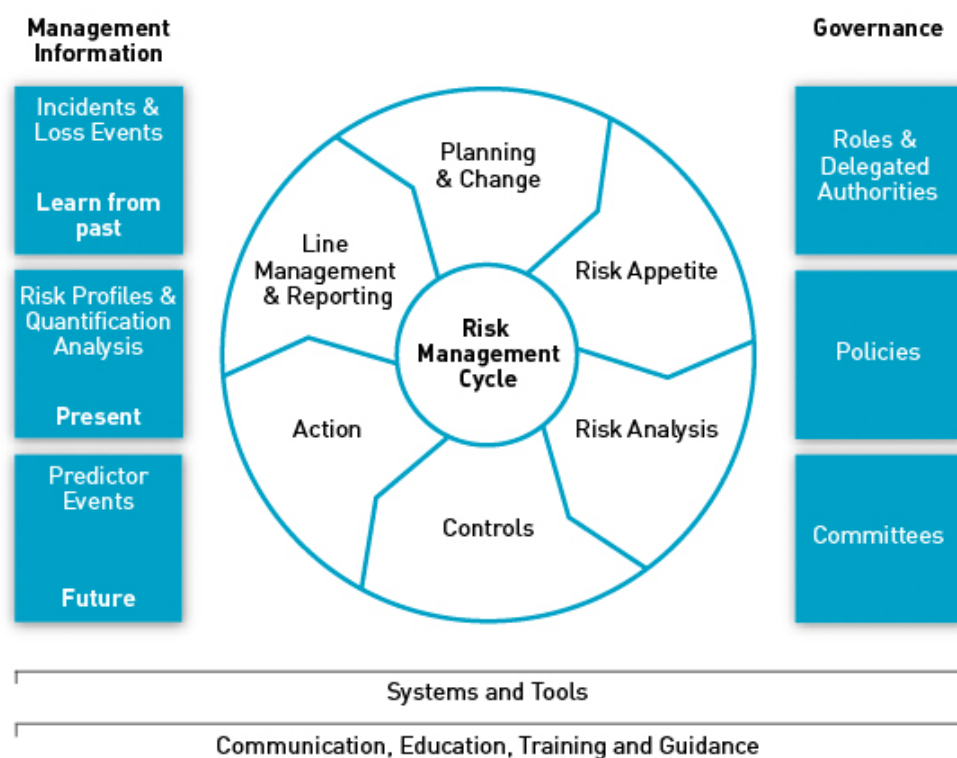 Management
Information
Incidents &
Loss Events
Learn from
past
Risk Profiles &
Quantification
Analysis
Present
Predictor
Events
Future
Planning
& Change
Risk Appetite
Risk Analysis
Controls
Action
Line
Management
& Reporting
Risk
Management
Cycle
Governance
Roles &
Delegated
Authorities
Policies
Committees
Systems and Tools
Communication, Education, Training and Guidance